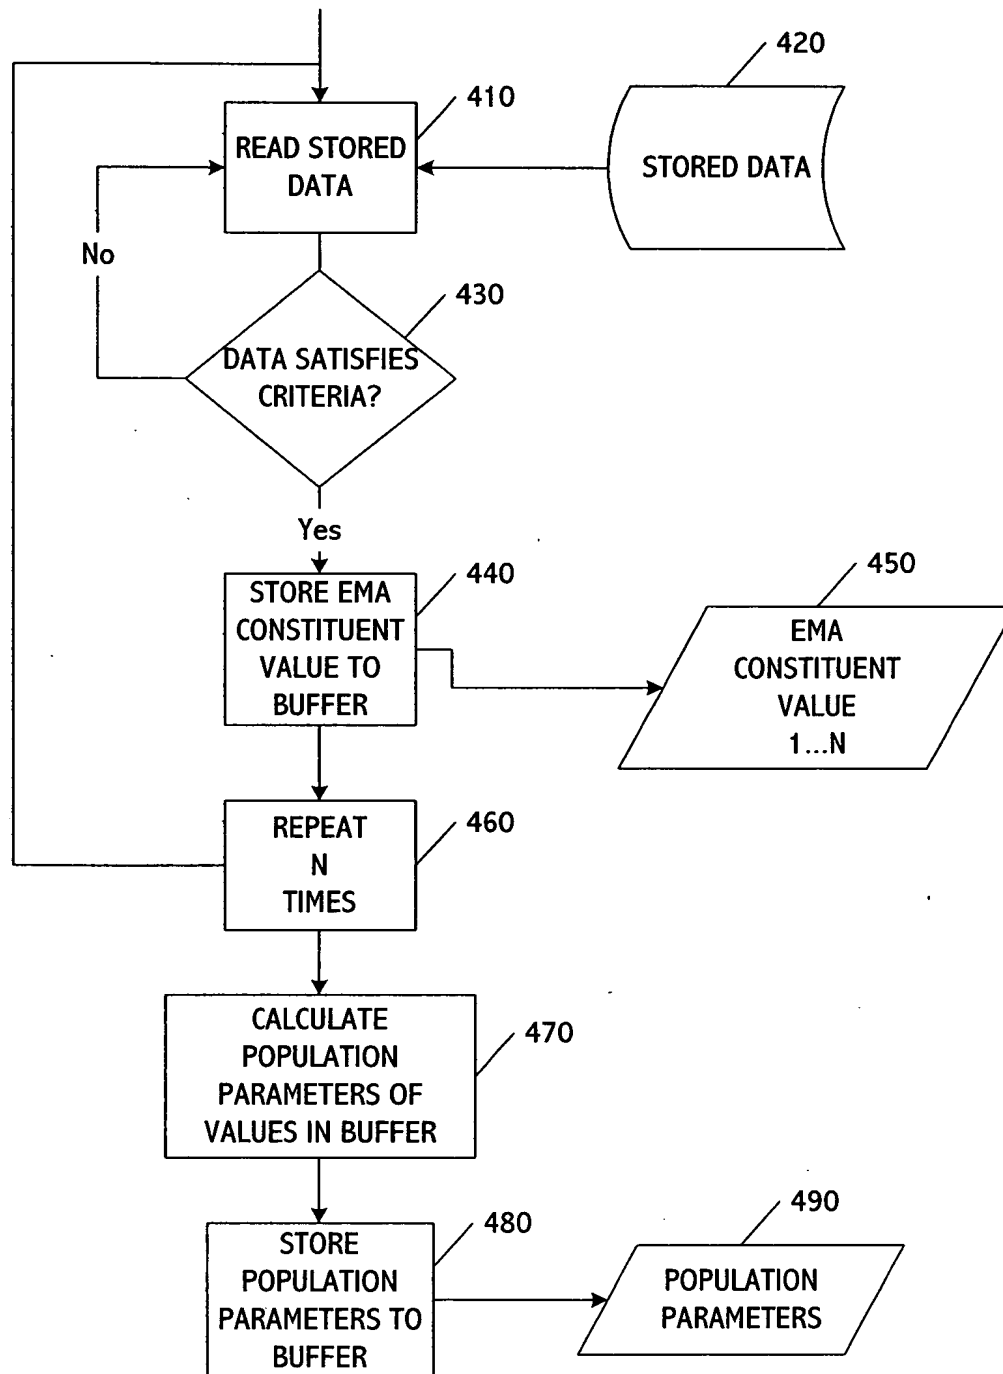 420
410
READ STORED
DATA
STORED DATA
No
430
DATA SATISFIES
CRITERIA?
Yes
440
STORE EMA
CONSTITUENT
VALUE TO
BUFFER
450
EMA
CONSTITUENT
VALUE
1...N
460
REPEAT
N
TIMES
470
CALCULATE
POPULATION
PARAMETERS OF
VALUES IN BUFFER
480
STORE
POPULATION
PARAMETERS TO
BUFFER
490
POPULATION
PARAMETERS